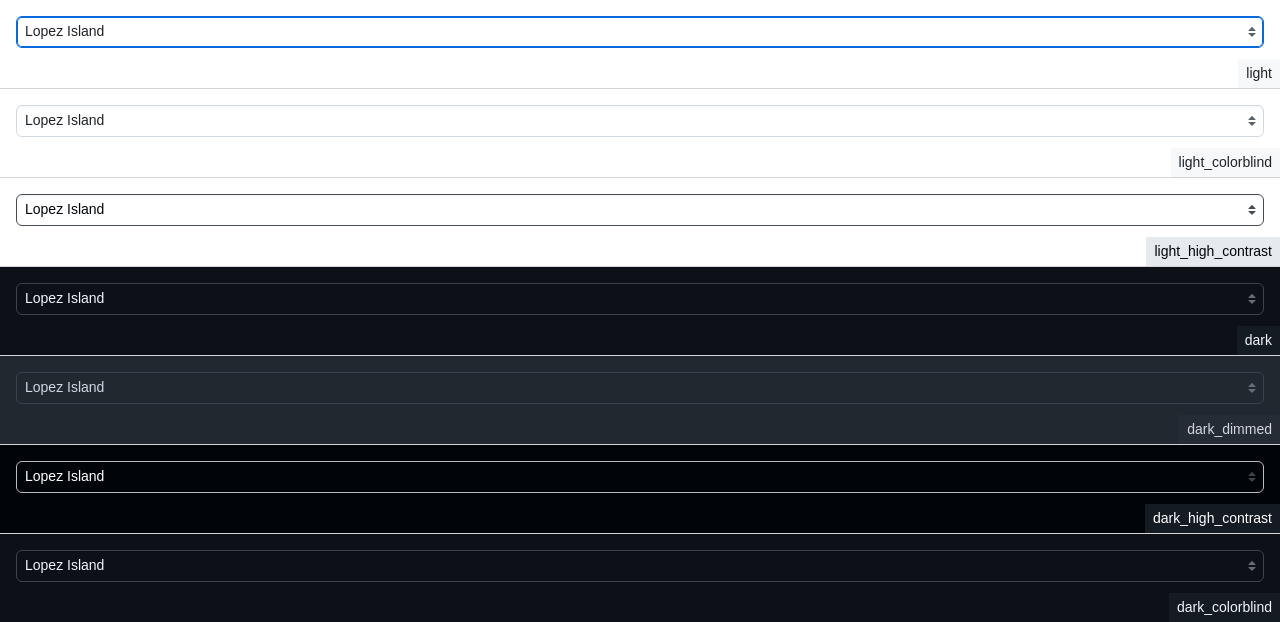 Lopez Island
light
Lopez Island
light_colorblind
Lopez Island
light_high_contrast
Lopez Island
dark
Lopez Island
dark_dimmed
Lopez Island
dark_high_contrast
Lopez Island
dark_colorblind